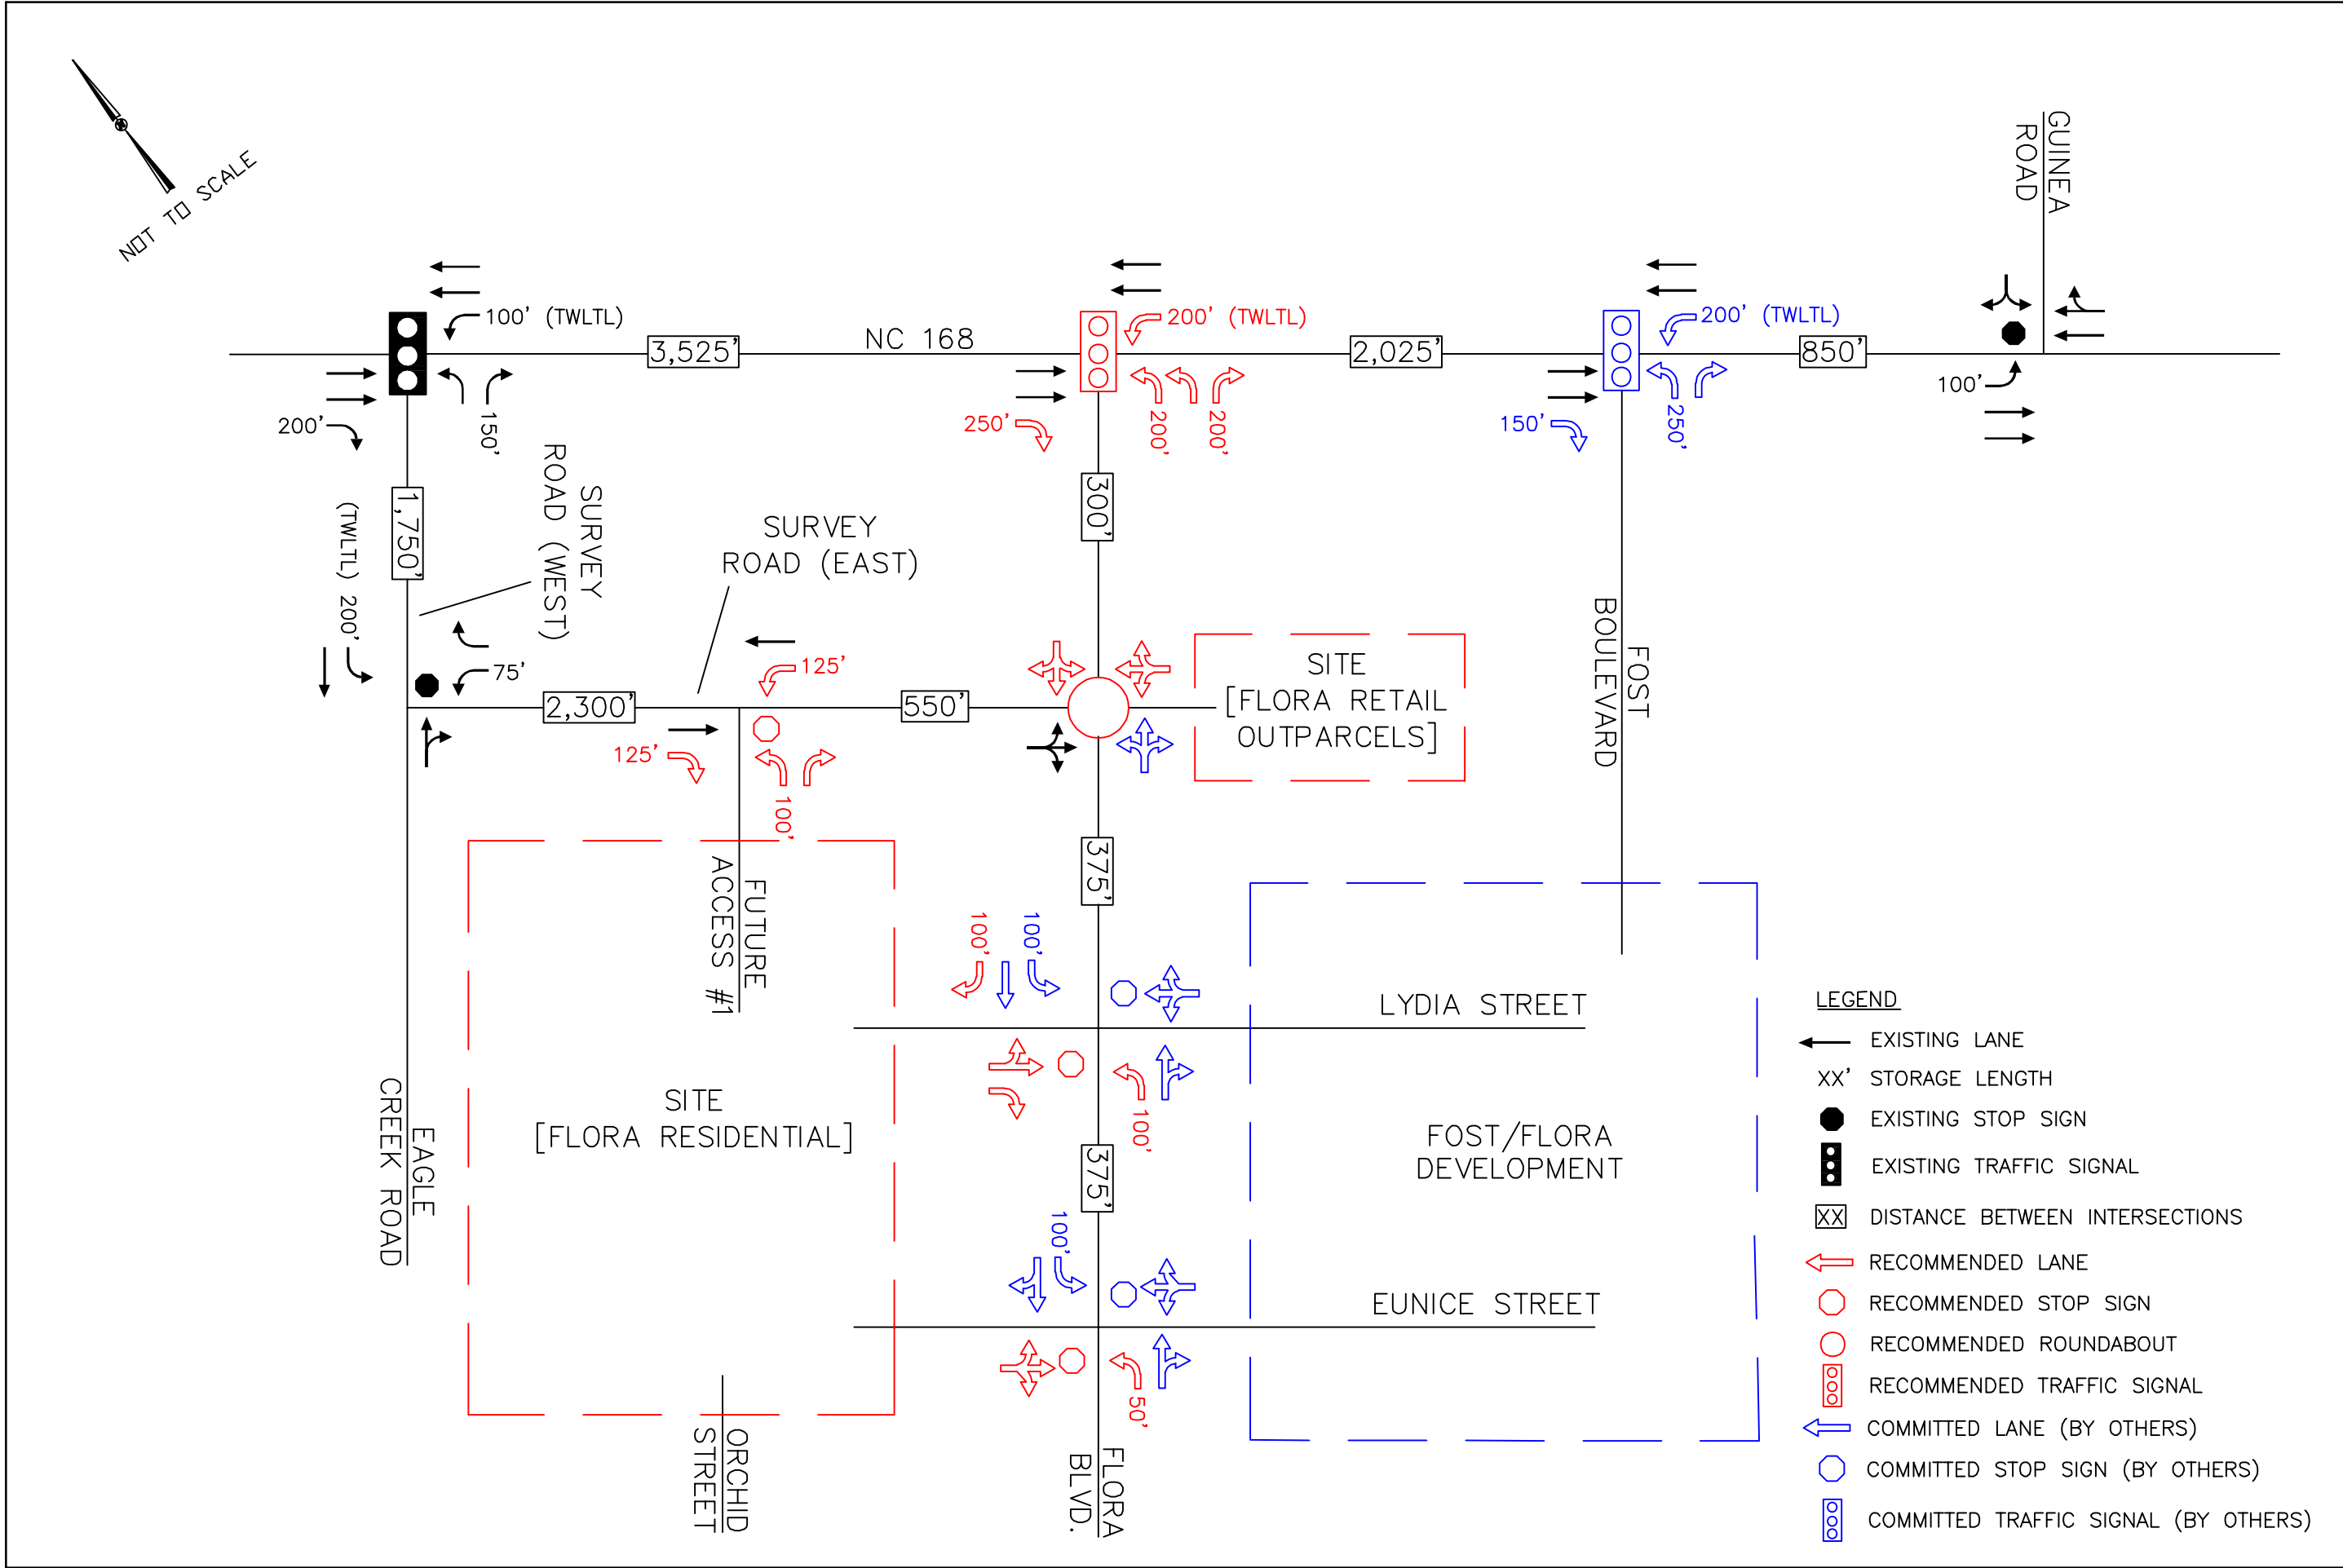 NOT TO SCALE
GUINEA
ROAD
100' (TWLTL)
3,525'
NC 168
200' (TWLTL)
2,025'
200' (TWLTL)
850'
200'
150'
250'
200'
200'
150'
250'
100'
1,750'
(TWLTL) 200'
SURVEY
ROAD (WEST)
SURVEY
ROAD (EAST)
300'
FOST
BOULEVARD
75'
125'
2,300'
550'
125'
100'
SITE
[FLORA RETAIL
OUTPARCELS]
375'
FUTURE
ACCESS #1
100'
100'
LYDIA STREET
100'
SITE
[FLORA RESIDENTIAL]
EAGLE
CREEK ROAD
375'
FOST/FLORA
DEVELOPMENT
100'
EUNICE STREET
50'
ORCHID
STREET
FLORA
BLVD.
LEGEND
EXISTING LANE
XX' STORAGE LENGTH
EXISTING STOP SIGN
EXISTING TRAFFIC SIGNAL
XX DISTANCE BETWEEN INTERSECTIONS
RECOMMENDED LANE
RECOMMENDED STOP SIGN
RECOMMENDED ROUNDABOUT
RECOMMENDED TRAFFIC SIGNAL
COMMITTED LANE (BY OTHERS)
COMMITTED STOP SIGN (BY OTHERS)
COMMITTED TRAFFIC SIGNAL (BY OTHERS)